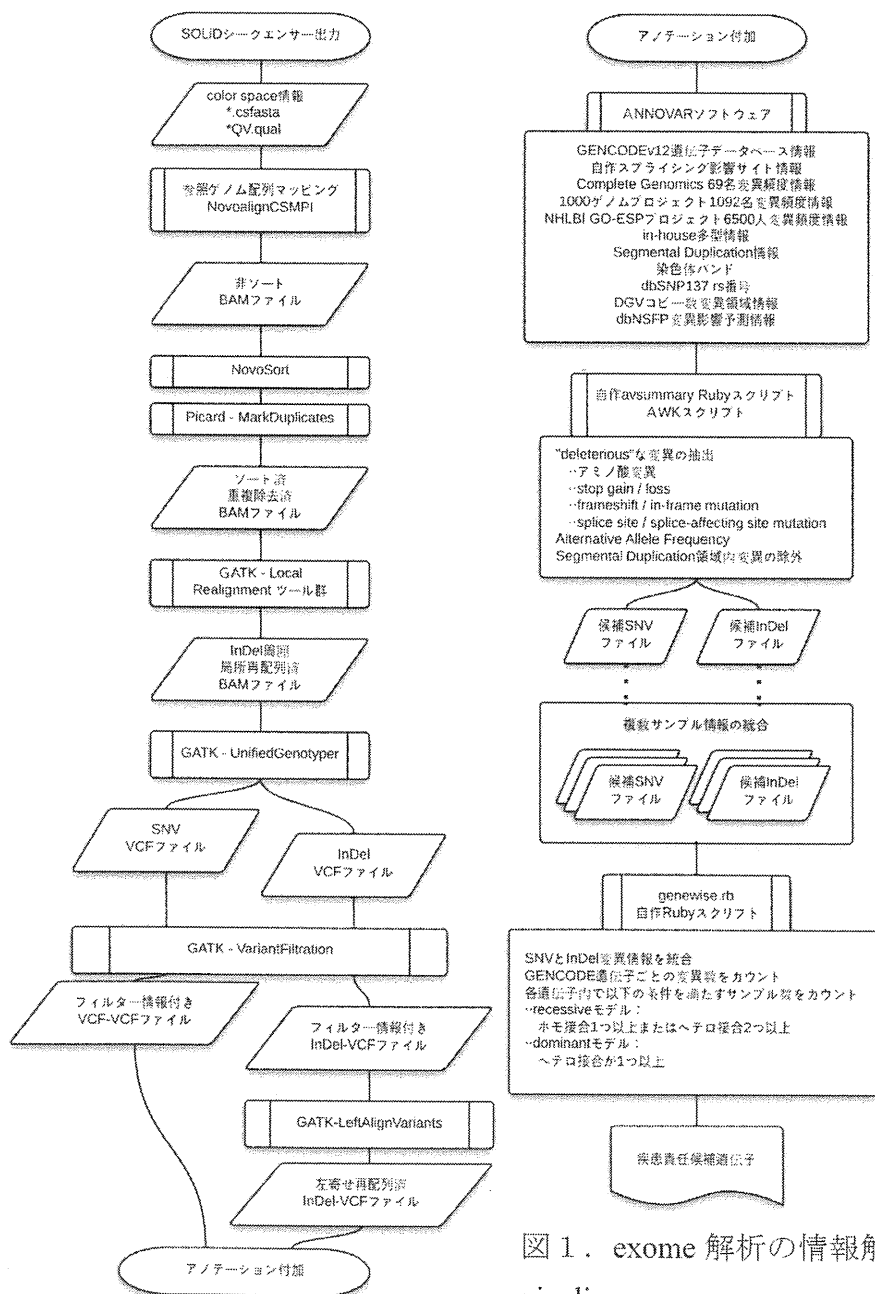 SOLiDシークエンサー出力
color space情報
*.csfasta
*QV.qual
参照ゲノム配列マッピング
NovoalignCSMPI
非ソート
BAMファイル
NovoSort
Picard - MarkDuplicates
ソート済
重複除去済
BAMファイル
GATK - Local
Realignment ツール群
InDel周囲
局所再配列済
BAMファイル
GATK - UnifiedGenotyper
SNV
VCFファイル
InDel
VCFファイル
GATK - VariantFiltration
フィルター情報付き
VCF-VCFファイル
フィルター情報付き
InDel-VCFファイル
GATK-LeftAlignVariants
左寄せ再配列済
InDel-VCFファイル
アノテーション付加
アノテーション付加
ANNOVARソフトウェア
GENCODEv12遺伝子データベース情報
自作スプライシング影響サイト情報
Complete Genomics 69名変異頻度情報
1000ゲノムプロジェクト1092名変異頻度情報
NHLBI GO-ESPプロジェクト6500人変異頻度情報
in-house多型情報
Segmental Duplication情報
染色体バンド
dbSNP137 rs番号
DGVコピー数変異領域情報
dbNSFP変異影響予測情報
自作avsummary Rubyスクリプト
AWKスクリプト
"deleterious"な変異の抽出
··アミノ酸変異
··stop gain / loss
··frameshift / in-frame mutation
··splice site / splice-affecting site mutation
Alternative Allele Frequency
Segmental Duplication領域内変異の除外
候補SNV
ファイル
候補InDel
ファイル
複数サンプル情報の統合
候補SNV
ファイル
候補InDel
ファイル
genewise.rb
自作Rubyスクリプト
SNVとInDel変異情報を統合
GENCODE遺伝子ごとの変異数をカウント
各遺伝子内で以下の条件を満たすサンプル数をカウント
··recessiveモデル：
ホモ接合1つ以上またはヘテロ接合2つ以上
··dominantモデル：
ヘテロ接合が1つ以上
疾患責任候補遺伝子
図１．exome 解析の情報解